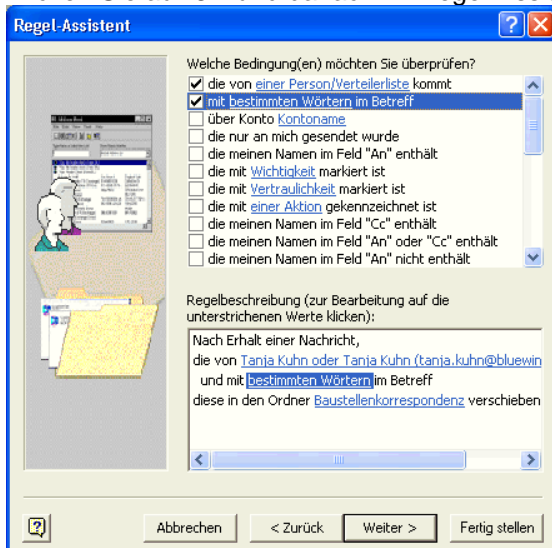 Regel-Assistent
Welche Bedingung(en) möchten Sie überprüfen?
die von einer Person/Verteilerliste kommt
mit bestimmten Wörtern im Betreff
über Konto Kontoname
die nur an mich gesendet wurde
die meinen Namen im Feld "An" enthält
die mit Wichtigkeit markiert ist
die mit Vertraulichkeit markiert ist
die mit einer Aktion gekennzeichnet ist
die meinen Namen im Feld "Cc" enthält
die meinen Namen im Feld "An" oder "Cc" enthält
die meinen Namen im Feld "An" nicht enthält
Regelbeschreibung (zur Bearbeitung auf die
unterstrichenen Werte klicken):
Nach Erhalt einer Nachricht,
die von Tanja Kuhn oder Tanja Kuhn (tanja.kuhn@bluewin
und mit bestimmten Wörtern im Betreff
diese in den Ordner Baustellenkorrespondenz verschieben
Abbrechen < Zurück Weiter > Fertig stellen